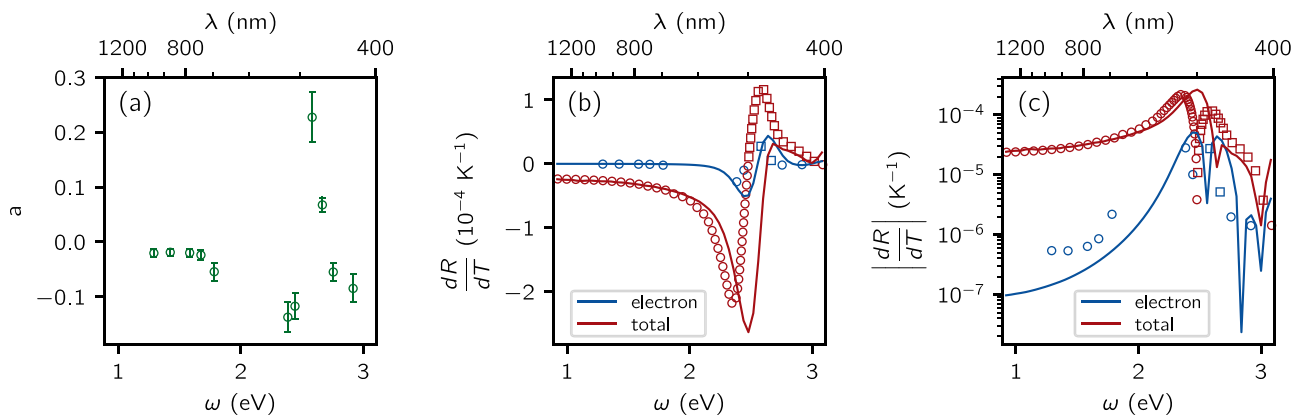 λ (nm)
1200 800 400
0.3
0.2
0.1
0.0
−0.1
a
(a)
1 2 3
ω (eV)
λ (nm)
1200 800 400
1
0
−1
−2
dR/dT (10⁻⁴ K⁻¹)
(b)
electron
total
1 2 3
ω (eV)
λ (nm)
1200 800 400
10⁻⁴
10⁻⁵
10⁻⁶
10⁻⁷
|dR/dT| (K⁻¹)
(c)
electron
total
1 2 3
ω (eV)